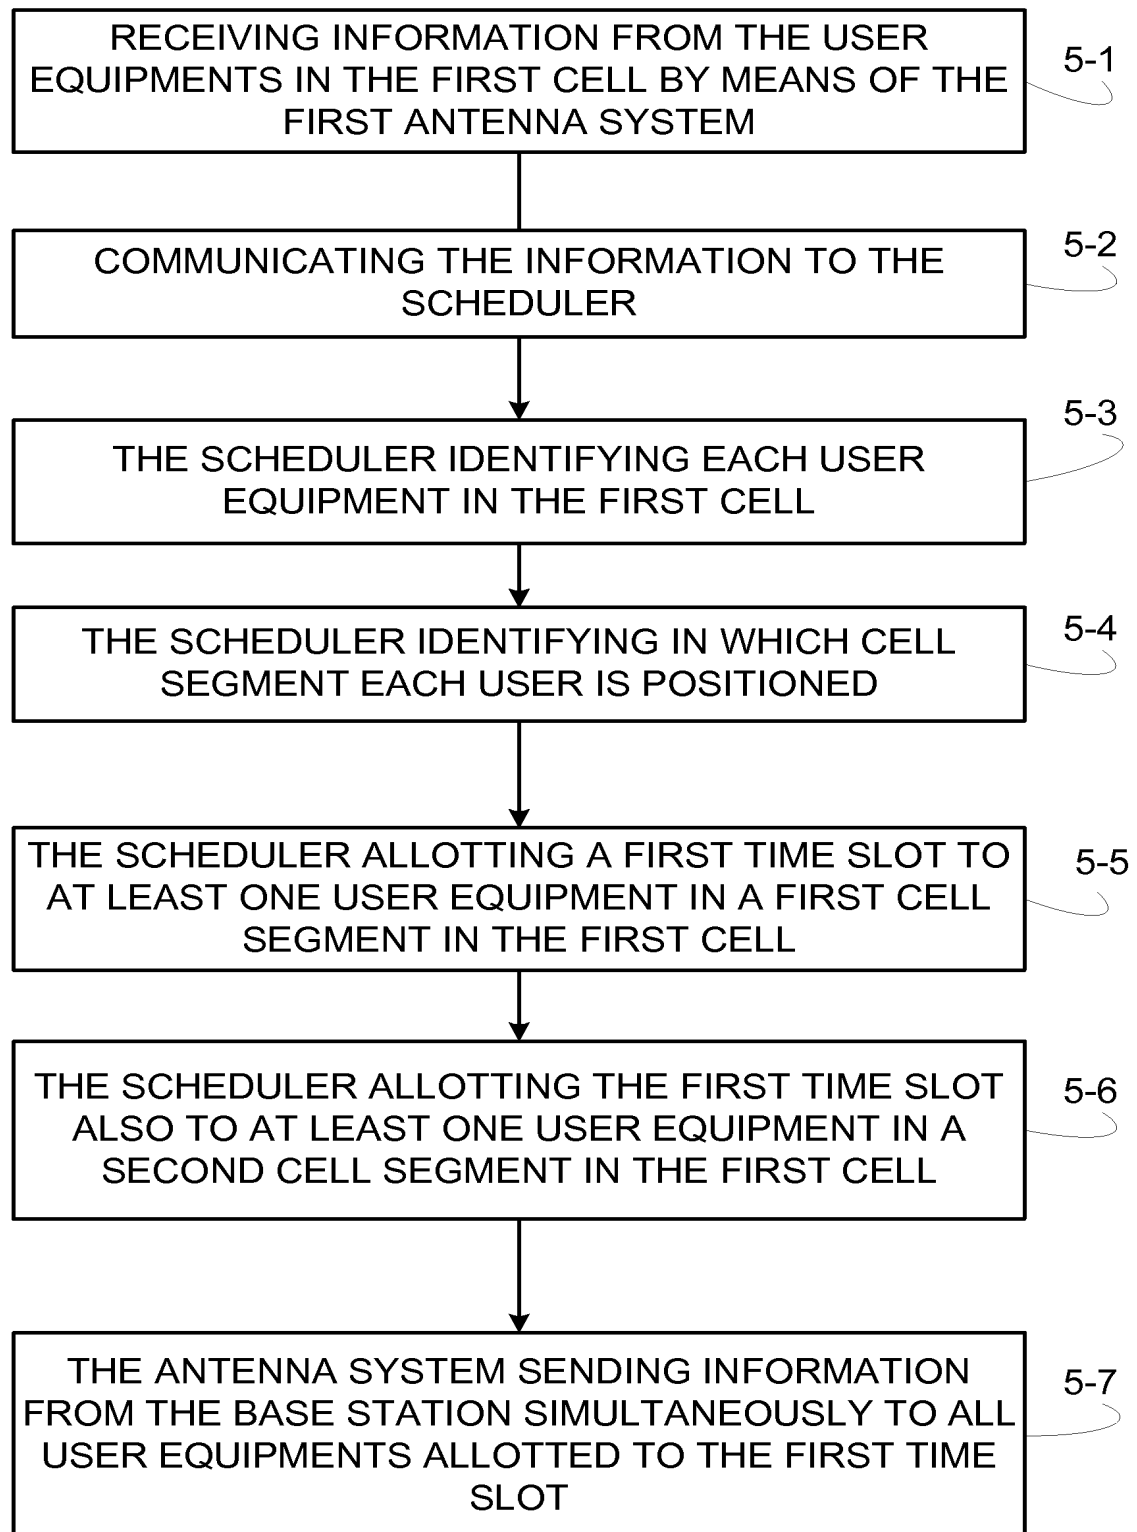 RECEIVING INFORMATION FROM THE USER
EQUIPMENTS IN THE FIRST CELL BY MEANS OF THE
FIRST ANTENNA SYSTEM
5-1
COMMUNICATING THE INFORMATION TO THE
SCHEDULER
5-2
THE SCHEDULER IDENTIFYING EACH USER
EQUIPMENT IN THE FIRST CELL
5-3
THE SCHEDULER IDENTIFYING IN WHICH CELL
SEGMENT EACH USER IS POSITIONED
5-4
THE SCHEDULER ALLOTTING A FIRST TIME SLOT TO
AT LEAST ONE USER EQUIPMENT IN A FIRST CELL
SEGMENT IN THE FIRST CELL
5-5
THE SCHEDULER ALLOTTING THE FIRST TIME SLOT
ALSO TO AT LEAST ONE USER EQUIPMENT IN A
SECOND CELL SEGMENT IN THE FIRST CELL
5-6
THE ANTENNA SYSTEM SENDING INFORMATION
FROM THE BASE STATION SIMULTANEOUSLY TO ALL
USER EQUIPMENTS ALLOTTED TO THE FIRST TIME
SLOT
5-7